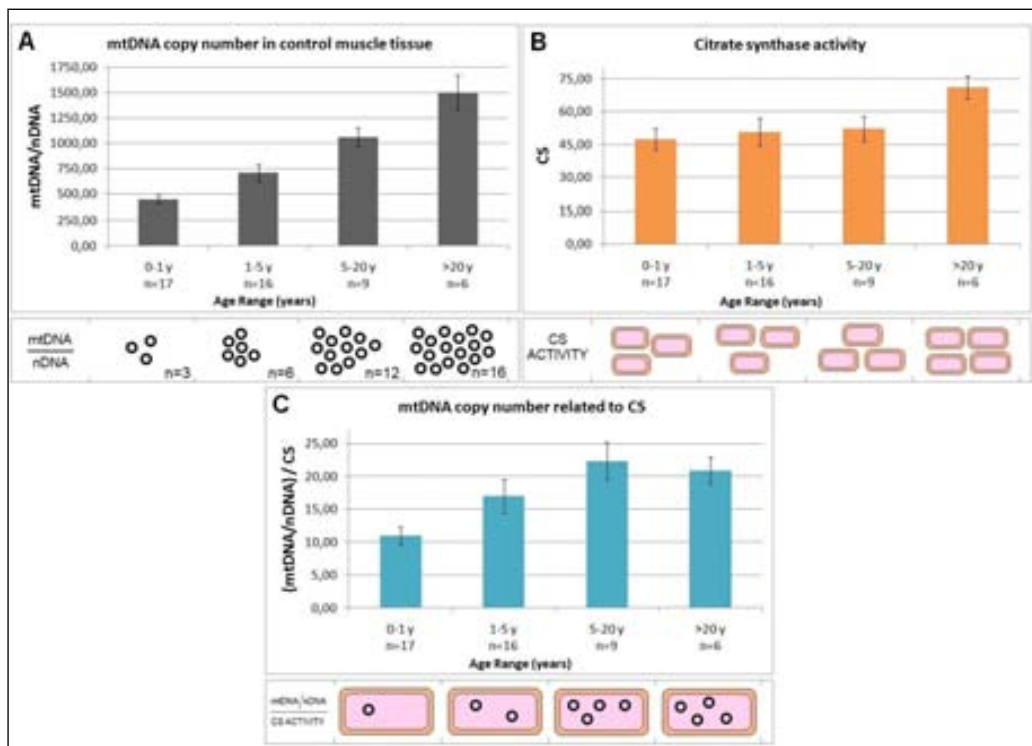 A
mtDNA copy number in control muscle tissue
mtDNA/nDNA
1750,00
1500,00
1250,00
1000,00
750,00
500,00
250,00
0,00
0-1 y 1-5 y 5-20 y >20 y
n=17 n=16 n=9 n=6
Age Range (years)
mtDNA
nDNA
n=3 n=6 n=12 n=16
B
Citrate synthase activity
CS
75,00
60,00
45,00
30,00
15,00
0,00
0-1 y 1-5 y 5-20 y >20 y
n=17 n=16 n=9 n=6
Age Range (years)
CS
ACTIVITY
C
mtDNA copy number related to CS
(mtDNA/nDNA) / CS
25,00
20,00
15,00
10,00
5,00
0,00
0-1 y 1-5 y 5-20 y >20 y
n=17 n=16 n=9 n=6
Age Range (years)
mtDNA/nDNA
CS ACTIVITY